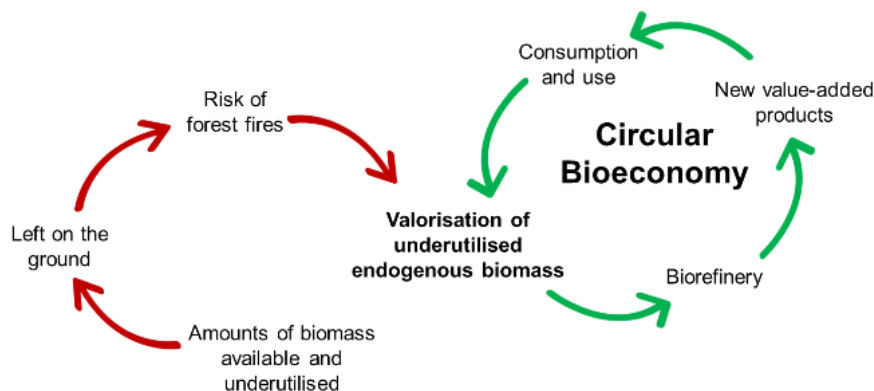 Consumption
and use
New value-added
products
Risk of
forest fires
Circular
Bioeconomy
Valorisation of
underutilised
endogenous biomass
Left on the
ground
Biorefinery
Amounts of biomass
available and
underutilised